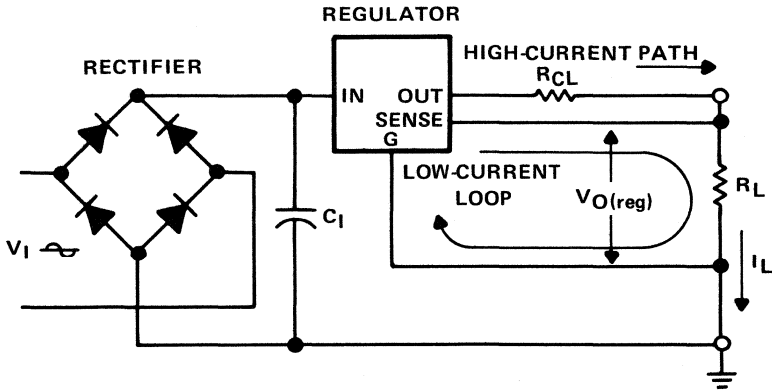 REGULATOR
HIGH-CURRENT PATH
RECTIFIER
RCL
IN OUT
SENSE
G
LOW-CURRENT
LOOP
VO(reg)
RL
CI
VI
IL